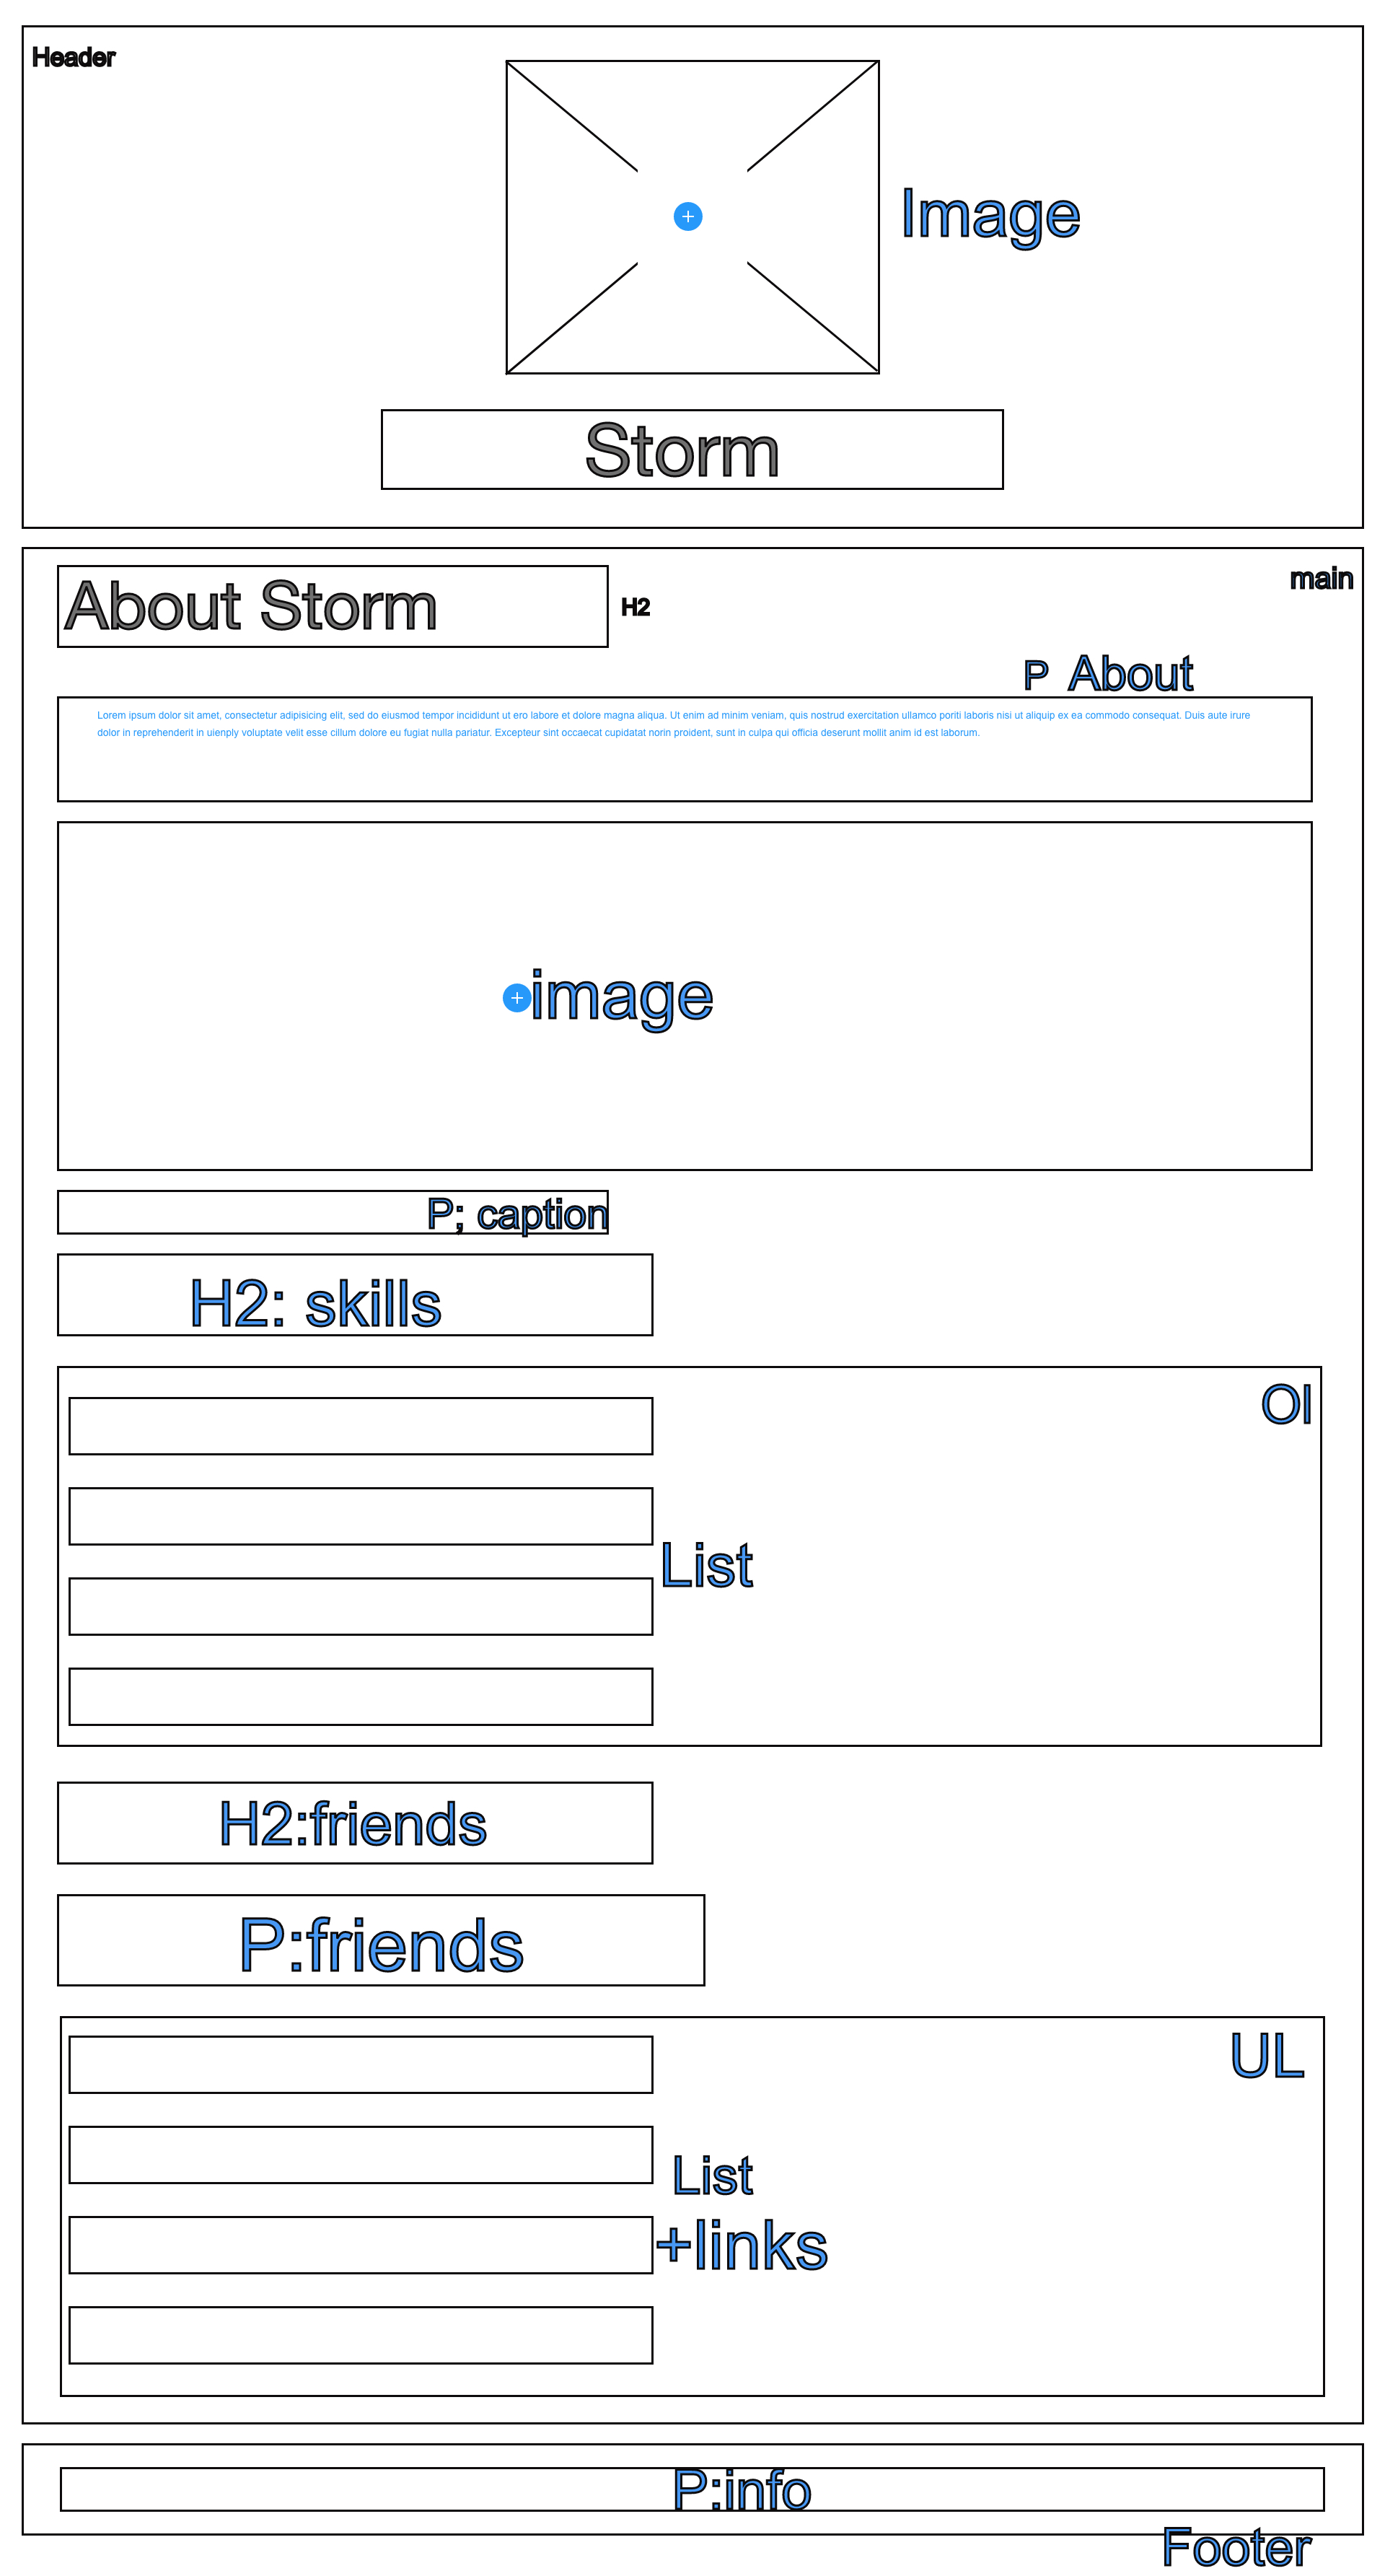 Header
Image
Storm
About Storm
H2
main
P About
Lorem ipsum dolor sit amet, consectetur adipisicing elit, sed do eiusmod tempor incididunt ut ero labore et dolore magna aliqua. Ut enim ad minim veniam, quis nostrud exercitation ullamco poriti laboris nisi ut aliquip ex ea commodo consequat. Duis aute irure
dolor in reprehenderit in uienply voluptate velit esse cillum dolore eu fugiat nulla pariatur. Excepteur sint occaecat cupidatat norin proident, sunt in culpa qui officia deserunt mollit anim id est laborum.
image
P; caption
H2: skills
Ol
List
H2:friends
P:friends
UL
List
+links
P:info
Footer